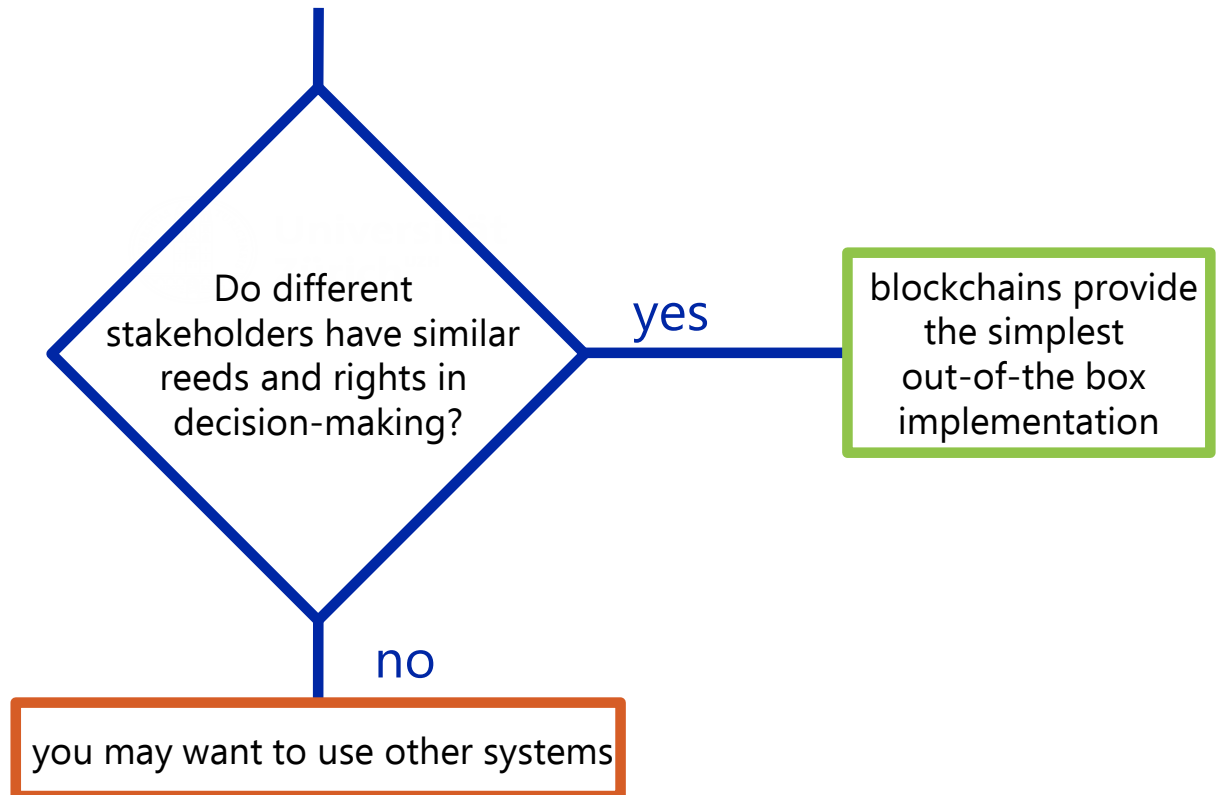 Do different
stakeholders have similar
reeds and rights in
decision-making?
yes
blockchains provide
the simplest
out-of-the box
implementation
no
you may want to use other systems